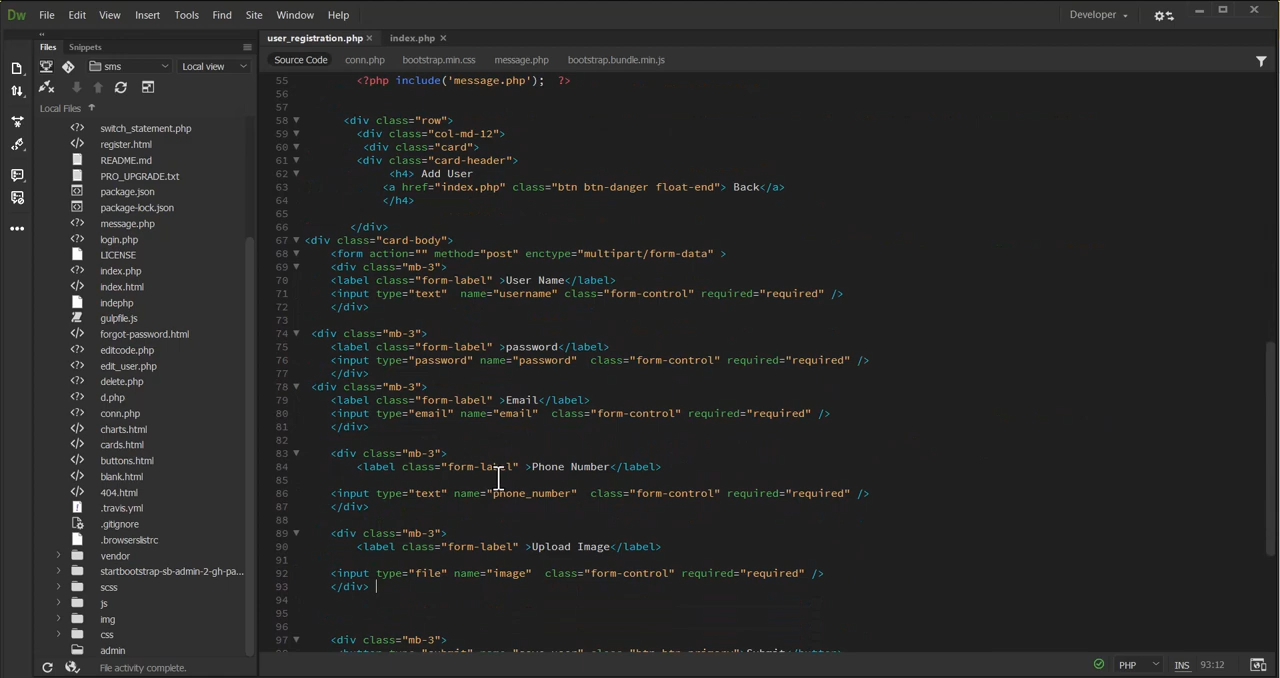 Dw File Edit View Insert Tools Find Site Window Help Developer
Files Snippets user_registration.php index.php
sms Local view Source Code conn.php bootstrap.min.css message.php bootstrap.bundle.min.js
Local Files
switch_statement.php
register.html
README.md
PRO_UPGRADE.txt
package.json
package-lock.json
message.php
login.php
LICENSE
index.php
index.html
indephp
gulpfile.js
forgot-password.html
editcode.php
edit_user.php
delete.php
d.php
conn.php
charts.html
cards.html
buttons.html
blank.html
404.html
.travis.yml
.gitignore
.browserslistrc
vendor
startbootstrap-sb-admin-2-gh-pa...
scss
js
img
css
admin
File activity complete.
55 <?php include('message.php'); ?>
56
57
58 <div class="row">
59 <div class="col-md-12">
60 <div class="card">
61 <div class="card-header">
62 <h4> Add User
63 <a href="index.php" class="btn btn-danger float-end"> Back</a>
64 </h4>
65
66 </div>
67 <div class="card-body">
68 <form action="" method="post" enctype="multipart/form-data" >
69 <div class="mb-3">
70 <label class="form-label" >User Name</label>
71 <input type="text" name="username" class="form-control" required="required" />
72 </div>
73
74 <div class="mb-3">
75 <label class="form-label" >password</label>
76 <input type="password" name="password" class="form-control" required="required" />
77 </div>
78 <div class="mb-3">
79 <label class="form-label" >Email</label>
80 <input type="email" name="email" class="form-control" required="required" />
81 </div>
82
83 <div class="mb-3">
84 <label class="form-label" >Phone Number</label>
85
86 <input type="text" name="phone_number" class="form-control" required="required" />
87 </div>
88
89 <div class="mb-3">
90 <label class="form-label" >Upload Image</label>
91
92 <input type="file" name="image" class="form-control" required="required" />
93 </div>
94
95
96
97 <div class="mb-3">
PHP INS 93:12